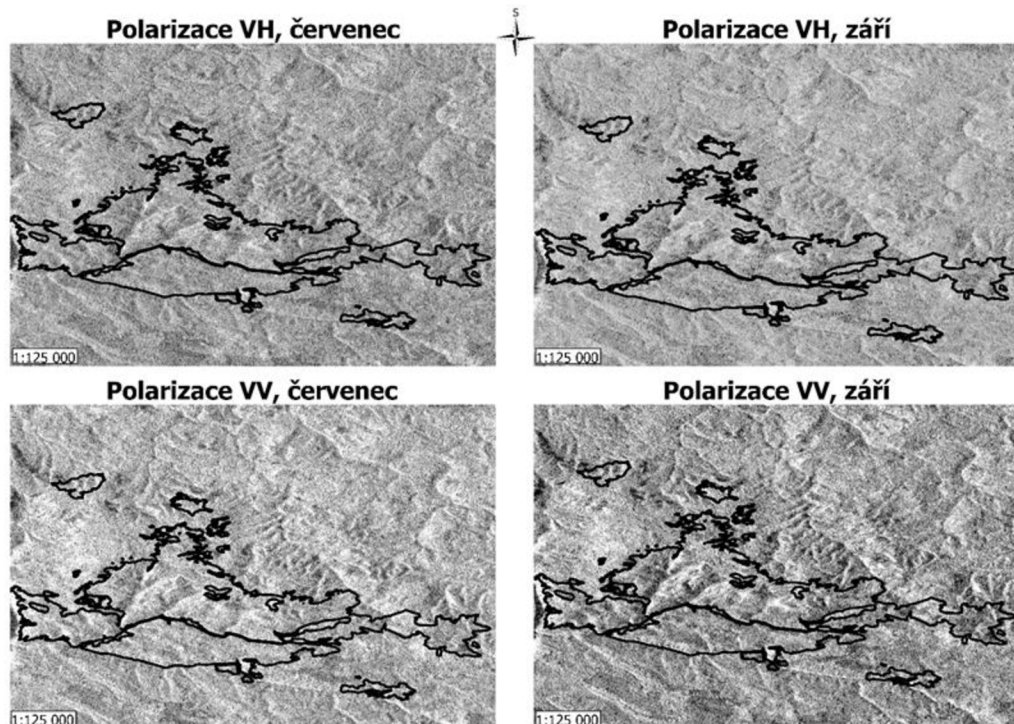 Polarizace VH, červenec
S
Polarizace VH, září
1:125 000
1:125 000
Polarizace VV, červenec
Polarizace VV, září
1:125 000
1:125 000